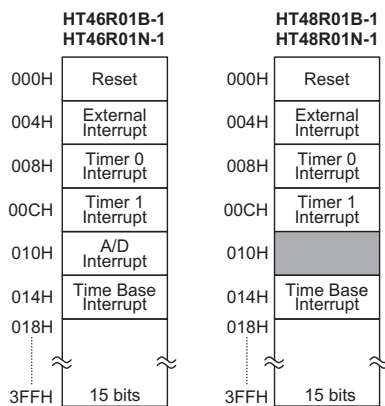 HT46R01B-1
HT46R01N-1
000H
Reset
004H
External
Interrupt
008H
Timer 0
Interrupt
00CH
Timer 1
Interrupt
010H
A/D
Interrupt
014H
Time Base
Interrupt
018H
3FFH
15 bits
HT48R01B-1
HT48R01N-1
000H
Reset
004H
External
Interrupt
008H
Timer 0
Interrupt
00CH
Timer 1
Interrupt
010H
014H
Time Base
Interrupt
018H
3FFH
15 bits